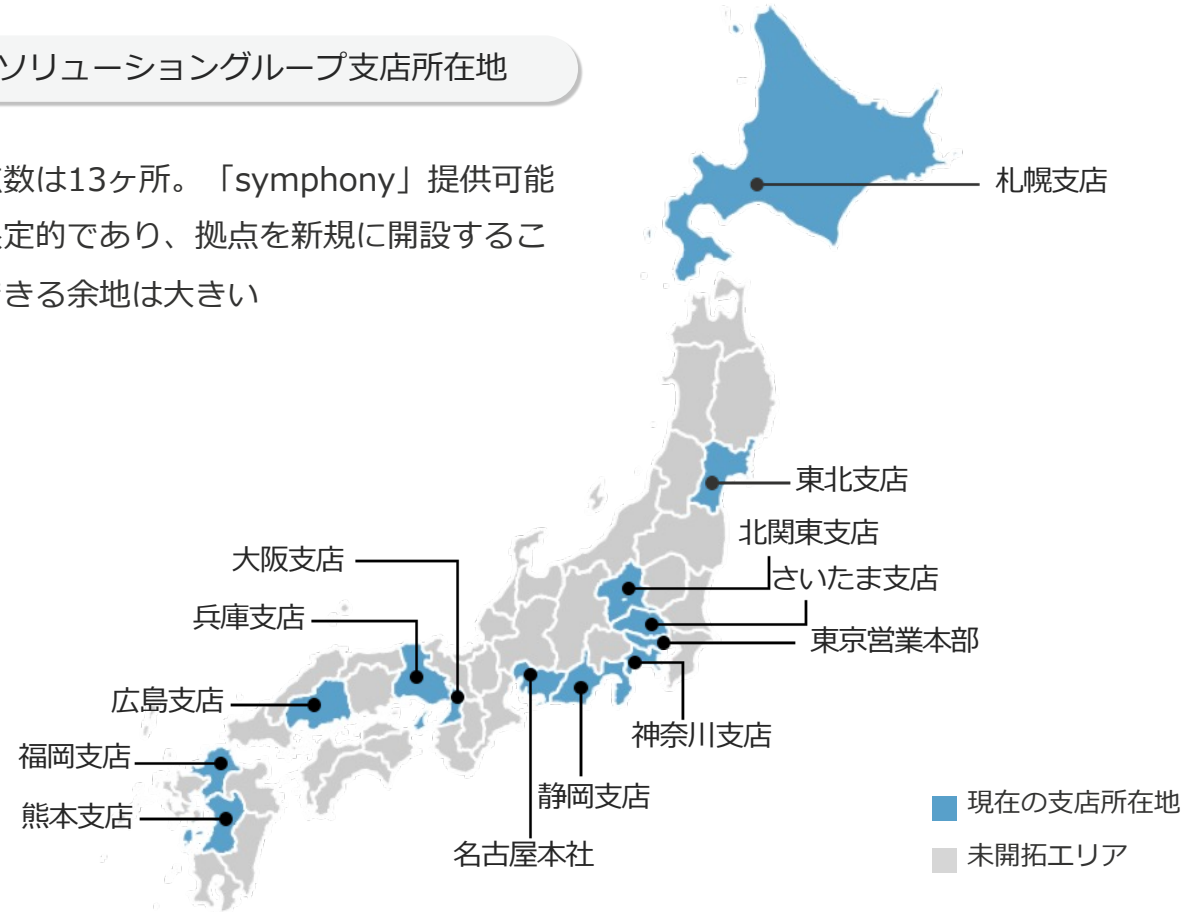 ソリューショングループ支店所在地
数は13ヶ所。「symphony」提供可能
定的であり、拠点を新規に開設するこ
きる余地は大きい
札幌支店
東北支店
北関東支店
さいたま支店
東京営業本部
大阪支店
兵庫支店
広島支店
福岡支店
熊本支店
神奈川支店
静岡支店
名古屋本社
現在の支店所在地
未開拓エリア